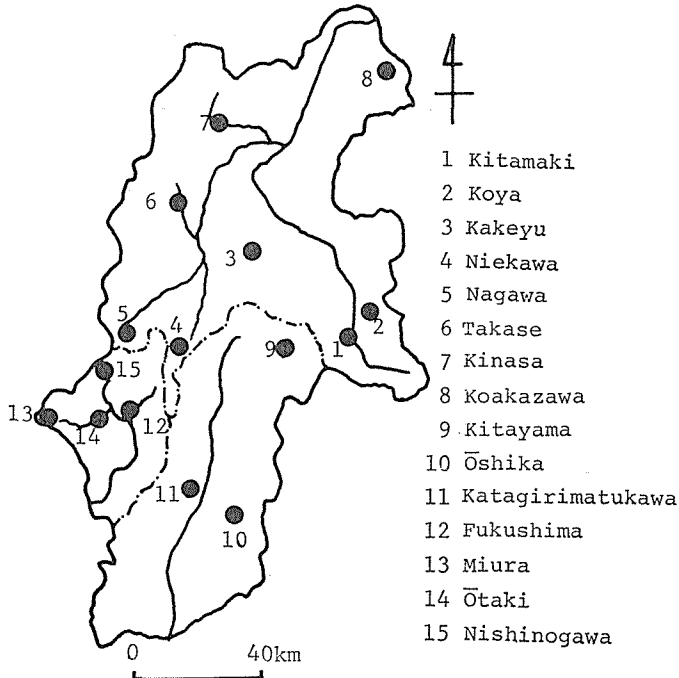 8
7
6
3
5
4
2
1
9
15
13
14
12
11
10
0 40km
1 Kitamaki
2 Koya
3 Kakeyu
4 Niekawa
5 Nagawa
6 Takase
7 Kinasa
8 Koakazawa
9 Kitayama
10 Ōshika
11 Katagirimatukawa
12 Fukushima
13 Miura
14 Ōtaki
15 Nishinogawa